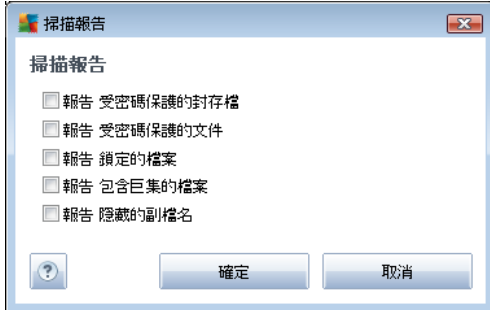 掃描報告
掃描報告
報告 受密碼保護的封存檔
報告 受密碼保護的文件
報告 鎖定的檔案
報告 包含巨集的檔案
報告 隱藏的副檔名
?
確定
取消